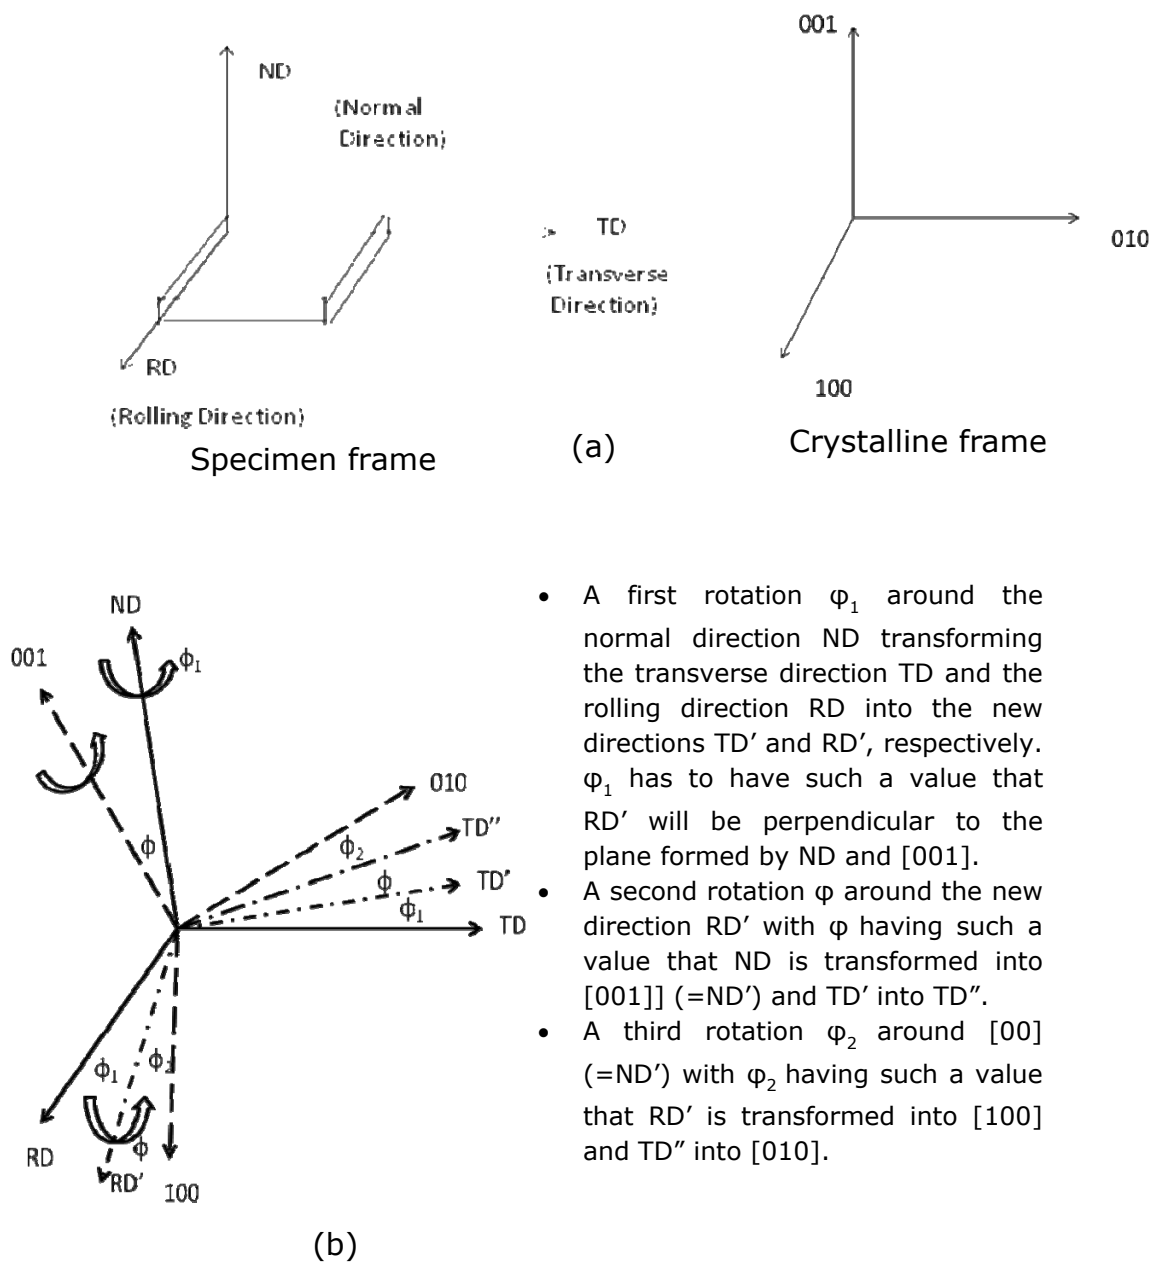 001
ND
(Normal
Direction)
TD
(Transverse
Direction)
010
RD
(Rolling Direction)
100
Specimen frame
(a)
Crystalline frame
ND
001
ϕ₁
010
TD″
TD′
TD
ϕ
ϕ₂
ϕ
ϕ₁
ϕ₁
ϕ₂
ϕ
RD
RD′
100
(b)
• A first rotation φ₁ around the
normal direction ND transforming
the transverse direction TD and the
rolling direction RD into the new
directions TD′ and RD′, respectively.
φ₁ has to have such a value that
RD′ will be perpendicular to the
plane formed by ND and [001].
• A second rotation φ around the new
direction RD′ with φ having such a
value that ND is transformed into
[001]] (=ND′) and TD′ into TD″.
• A third rotation φ₂ around [00]
(=ND′) with φ₂ having such a value
that RD′ is transformed into [100]
and TD″ into [010].